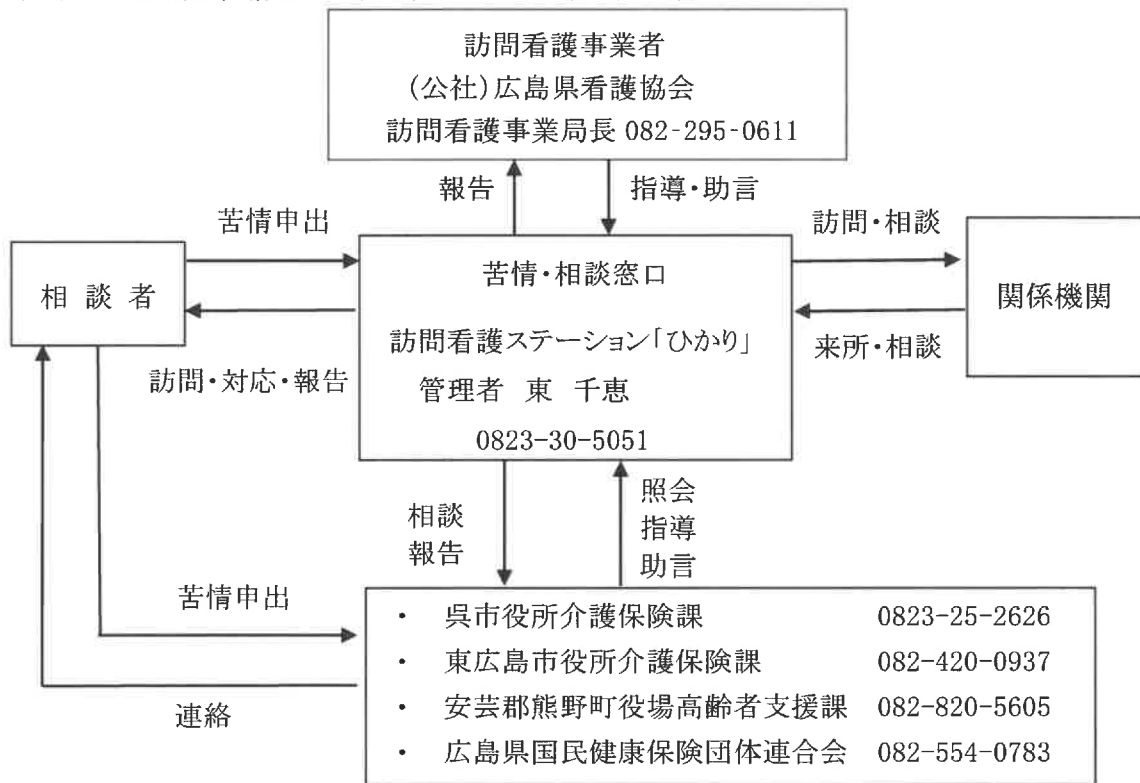 訪問看護事業者
(公社)広島県看護協会
訪問看護事業局長 082-295-0611
報告
指導・助言
苦情申出
訪問・相談
相 談 者
苦情・相談窓口
訪問看護ステーション「ひかり」
管理者 東 千恵
0823-30-5051
関係機関
訪問・対応・報告
来所・相談
相談
報告
照会
指導
助言
苦情申出
連絡
・ 呉市役所介護保険課 0823-25-2626
・ 東広島市役所介護保険課 082-420-0937
・ 安芸郡熊野町役場高齢者支援課 082-820-5605
・ 広島県国民健康保険団体連合会 082-554-0783